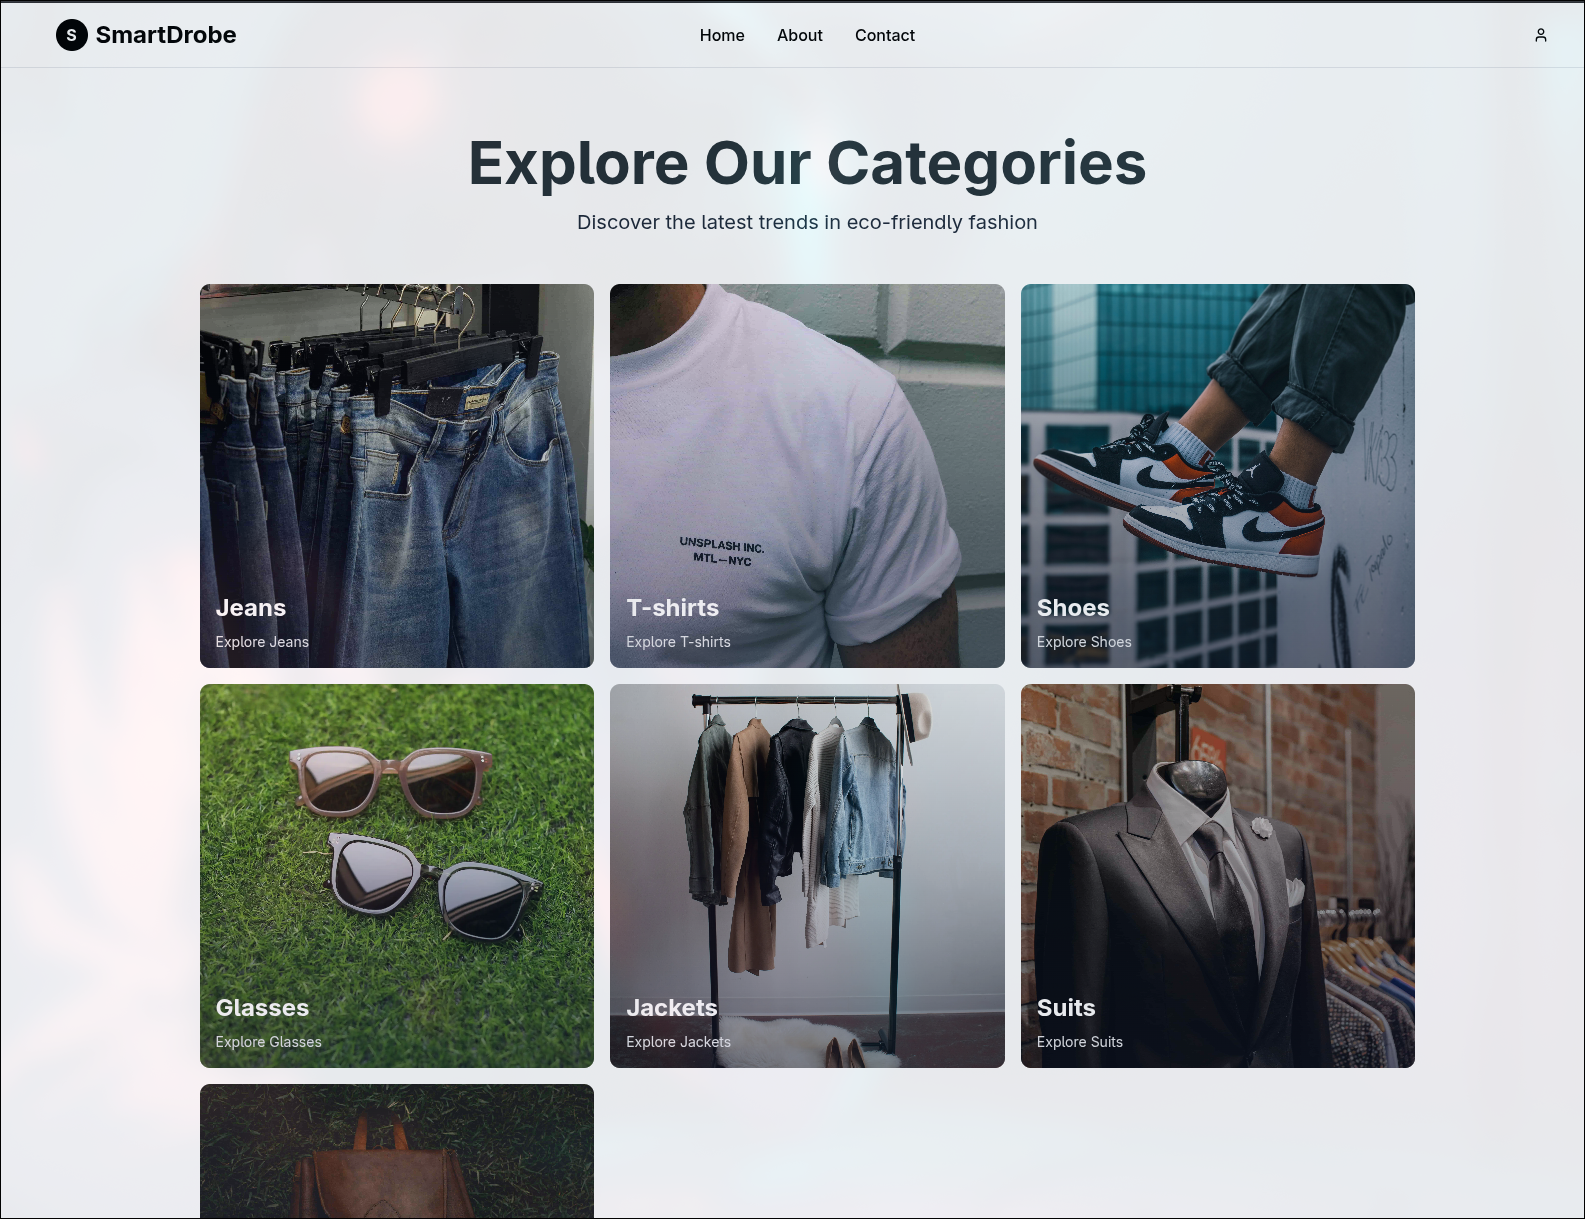 S SmartDrobe
Home About Contact
Explore Our Categories
Discover the latest trends in eco-friendly fashion
UNSPLASH INC.
MTL—NYC
Jeans
Explore Jeans
T-shirts
Explore T-shirts
Shoes
Explore Shoes
Glasses
Explore Glasses
Jackets
Explore Jackets
Suits
Explore Suits